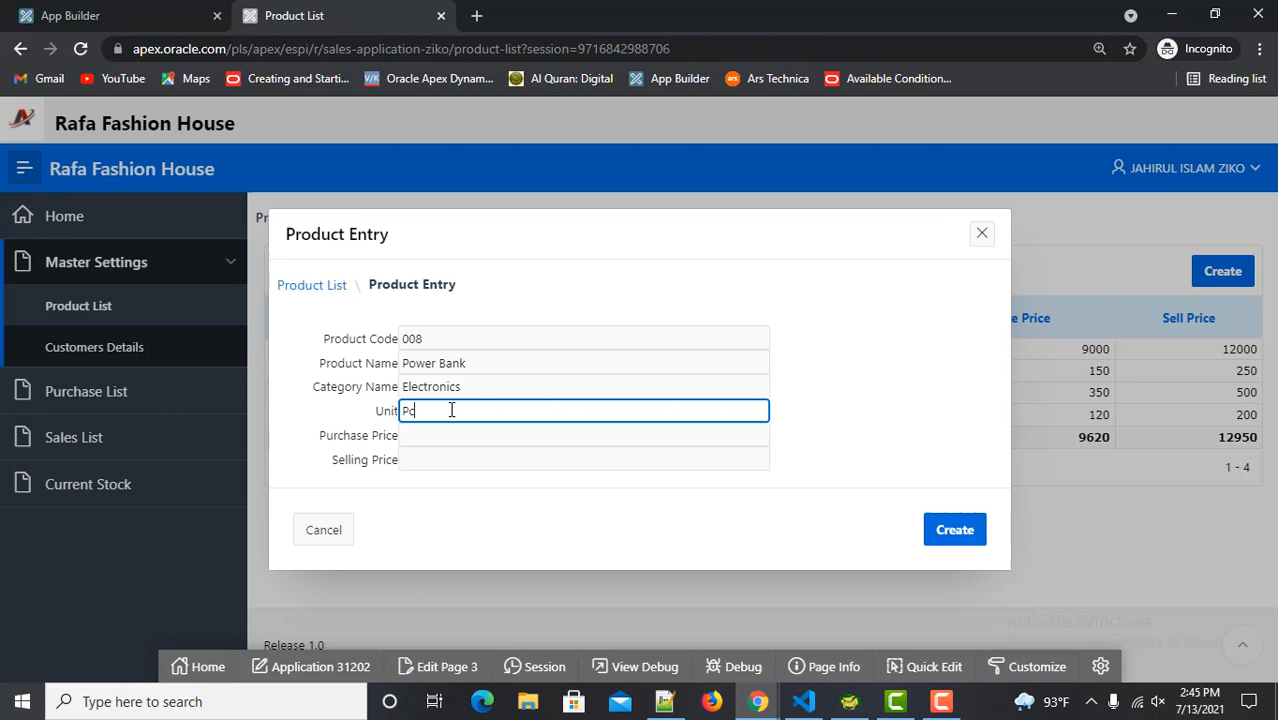 App Builder
Product List
apex.oracle.com/pls/apex/espi/r/sales-application-ziko/product-list?session=9716842988706
Incognito
Gmail
YouTube
Maps
Creating and Starti...
Oracle Apex Dynam...
Al Quran: Digital
App Builder
Ars Technica
Available Condition...
Reading list
Rafa Fashion House
Rafa Fashion House
JAHIRUL ISLAM ZIKO
Home
Master Settings
Product List
Customers Details
Purchase List
Sales List
Current Stock
Pr
Create
e Price
Sell Price
9000 12000
150 250
350 500
120 200
9620 12950
1 - 4
Product Entry
Product List \ Product Entry
Product Code 008
Product Name Power Bank
Category Name Electronics
Unit Pc
Purchase Price
Selling Price
Cancel
Create
Activate Windows
Release 1.0
Home
Application 31202
Edit Page 3
Session
View Debug
Debug
Page Info
Quick Edit
Customize
Type here to search
93°F
2:45 PM
7/13/2021